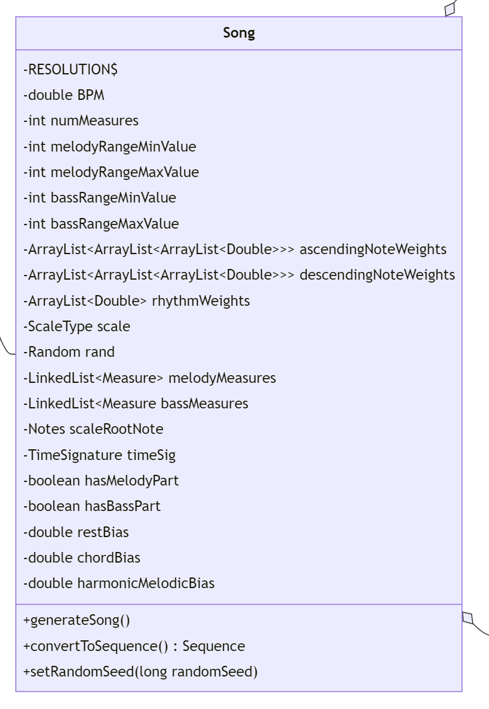 Song
-RESOLUTION$
-double BPM
-int numMeasures
-int melodyRangeMinValue
-int melodyRangeMaxValue
-int bassRangeMinValue
-int bassRangeMaxValue
-ArrayList<ArrayList<ArrayList<Double>>> ascendingNoteWeights
-ArrayList<ArrayList<ArrayList<Double>>> descendingNoteWeights
-ArrayList<Double> rhythmWeights
-ScaleType scale
-Random rand
-LinkedList<Measure> melodyMeasures
-LinkedList<Measure bassMeasures
-Notes scaleRootNote
-TimeSignature timeSig
-boolean hasMelodyPart
-boolean hasBassPart
-double restBias
-double chordBias
-double harmonicMelodicBias
+generateSong()
+convertToSequence() : Sequence
+setRandomSeed(long randomSeed)